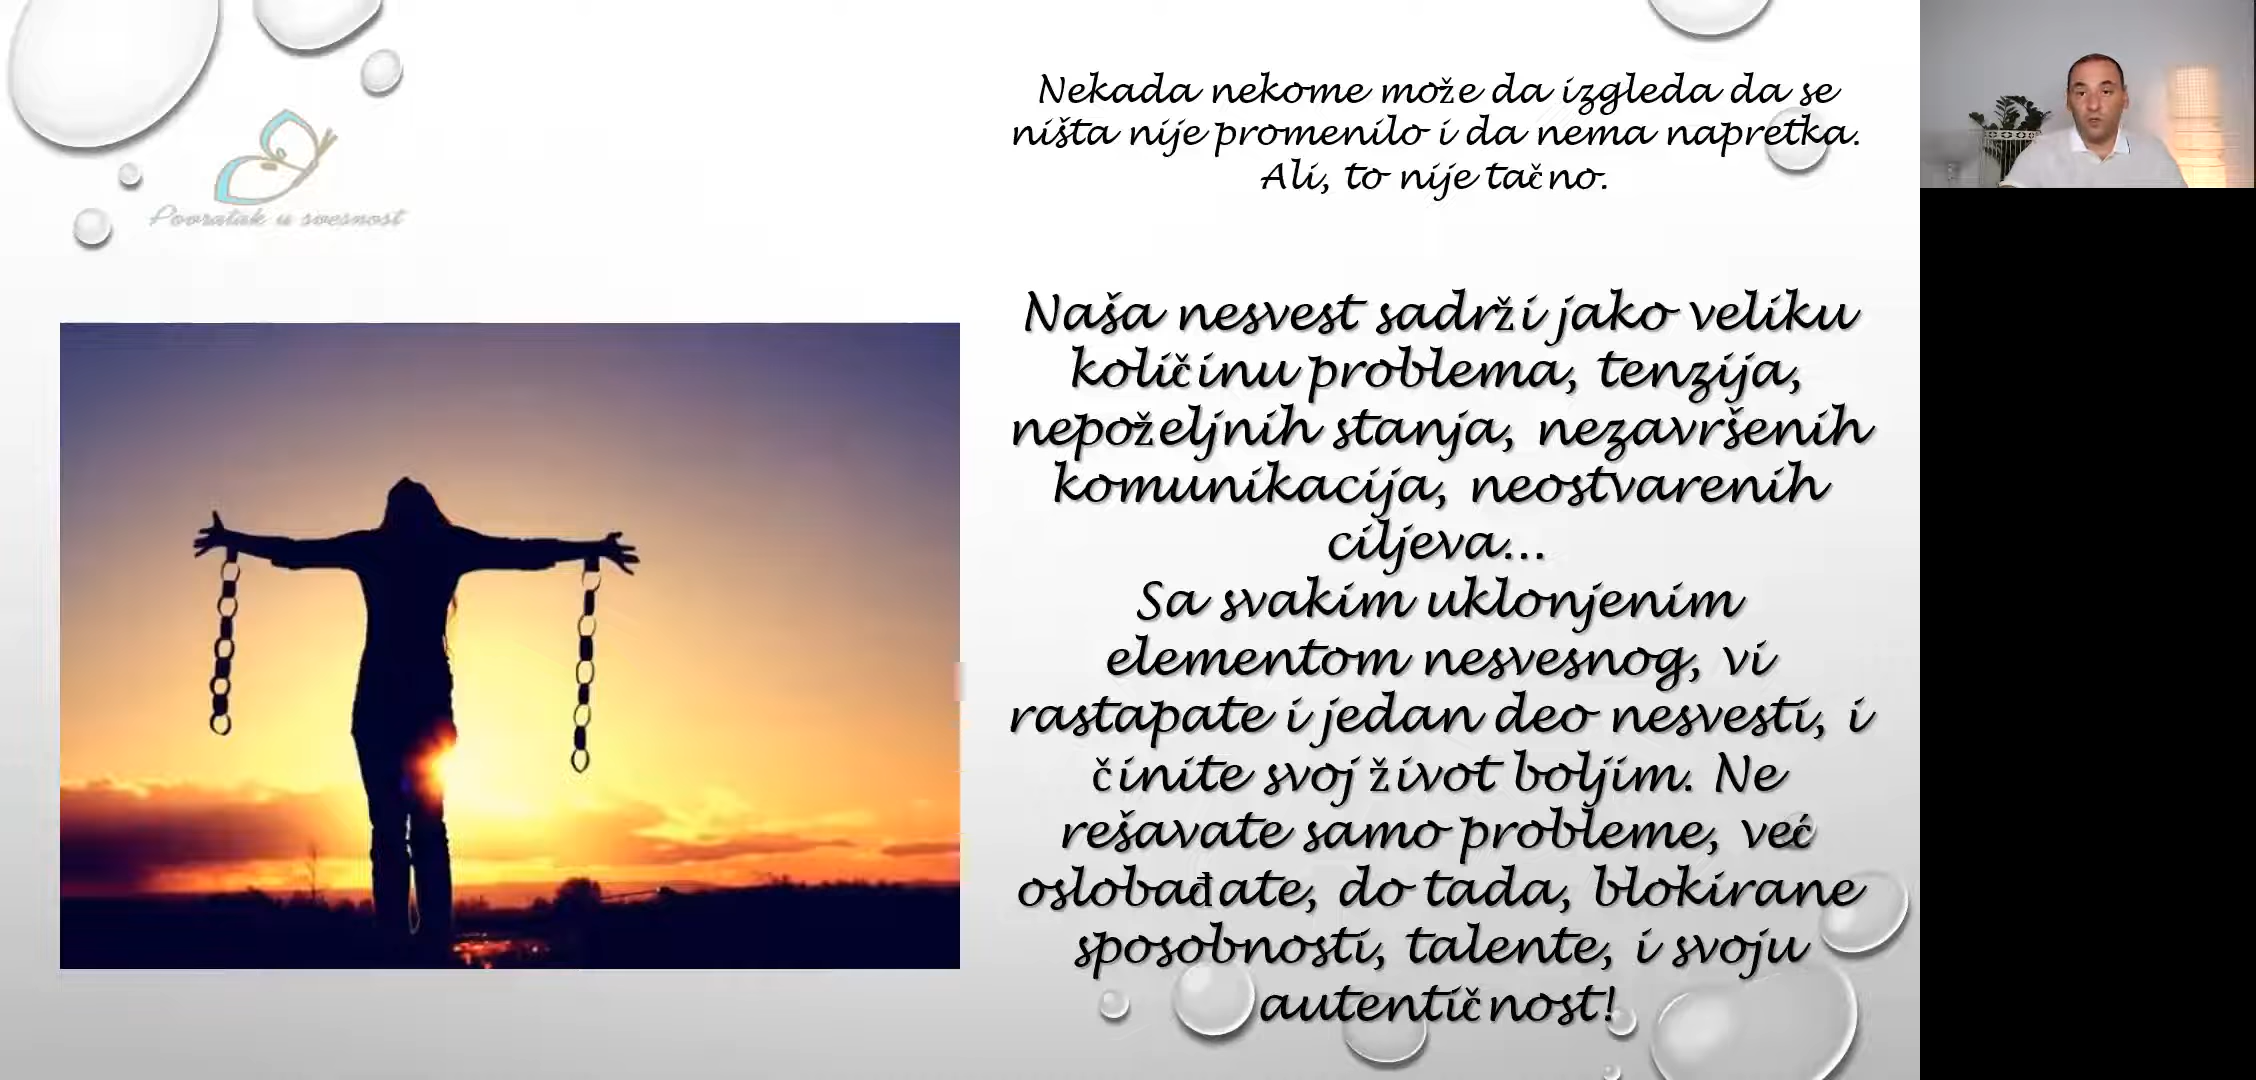 Povratak u svesnost
Nekada nekome može da izgleda da se
ništa nije promenilo i da nema napretka.
Ali, to nije tačno.
Naša nesvest sadrži jako veliku
količinu problema, tenzija,
nepoželjnih stanja, nezavršenih
komunikacija, neostvarenih
ciljeva...
Sa svakim uklonjenim
elementom nesvesnog, vi
rastapate i jedan deo nesvesti, i
činite svoj život boljim. Ne
rešavate samo probleme, već
oslobađate, do tada, blokirane
sposobnosti, talente, i svoju
autentičnost!